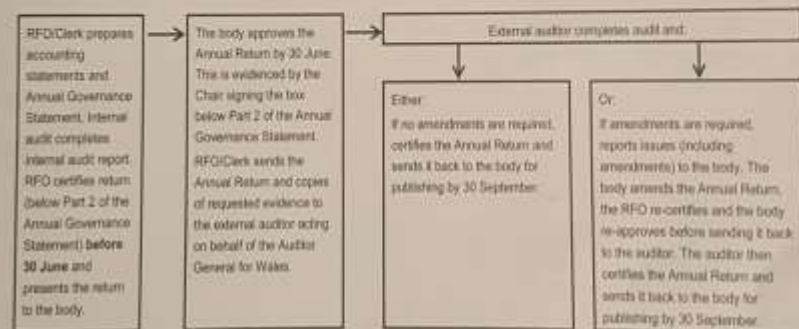 RFO/Clerk prepares
accounting
statements and
Annual Governance
Statement. Internal
audit completes
internal audit report.
RFO certifies return
(below Part 2 of the
Annual Governance
Statement) before
30 June and
presents the return
to the body.
The body approves the
Annual Return by 30 June.
This is evidenced by the
Chair signing the box
below Part 2 of the Annual
Governance Statement.
RFO/Clerk sends the
Annual Return and copies
of requested evidence to
the external auditor acting
on behalf of the Auditor
General for Wales.
External auditor completes audit and:
Either:
If no amendments are required,
certifies the Annual Return and
sends it back to the body for
publishing by 30 September.
Or:
If amendments are required,
reports issues (including
amendments) to the body. The
body amends the Annual Return,
the RFO re-certifies and the body
re-approves before sending it back
to the auditor. The auditor then
certifies the Annual Return and
sends it back to the body for
publishing by 30 September.